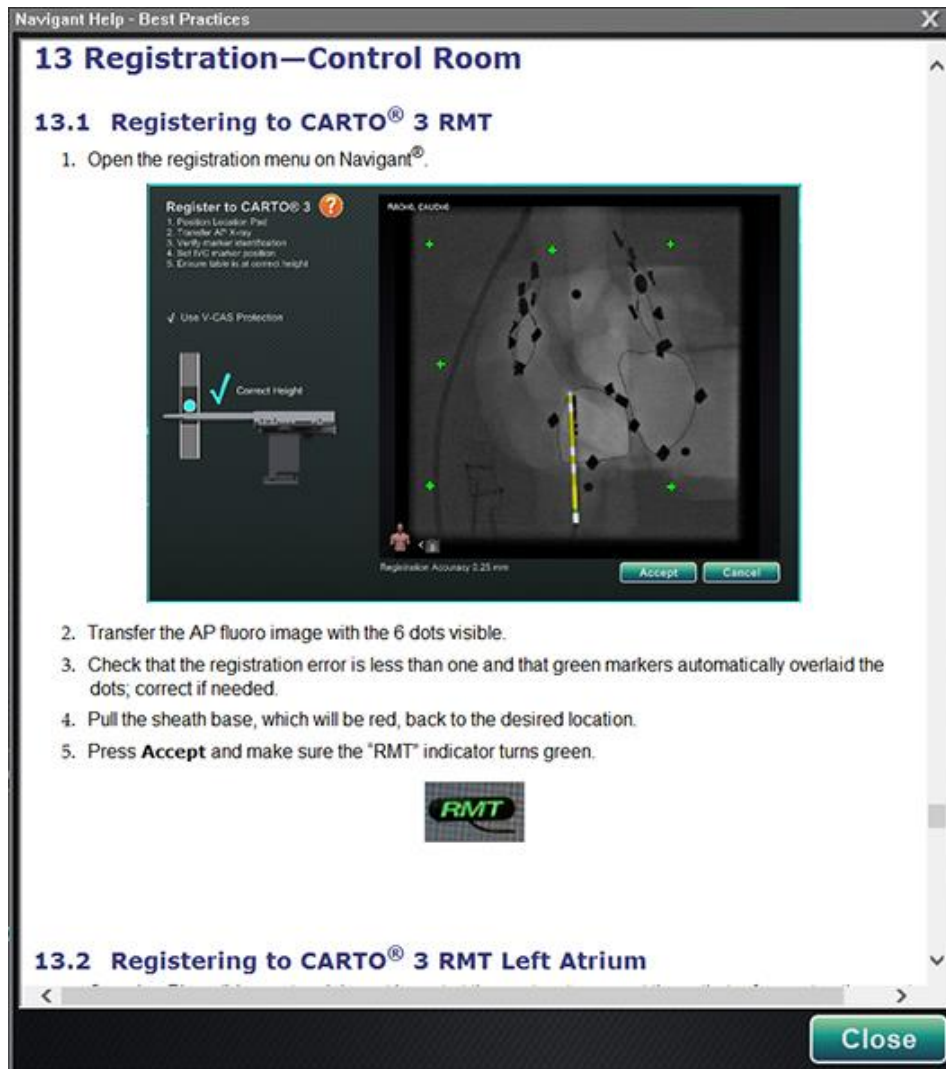 Navigant Help - Best Practices
X
13 Registration—Control Room
13.1 Registering to CARTO® 3 RMT
1. Open the registration menu on Navigant®.
Register to CARTO® 3
?
1. Position Location Pad
2. Transfer AP X-ray
3. Verify marker identification
4. Set IVC marker position
5. Ensure table is at correct height
√ Use V-CAS Protection
Correct Height
Registration Accuracy 0.25 mm
Accept
Cancel
2. Transfer the AP fluoro image with the 6 dots visible.
3. Check that the registration error is less than one and that green markers automatically overlaid the
dots; correct if needed.
4. Pull the sheath base, which will be red, back to the desired location.
5. Press Accept and make sure the "RMT" indicator turns green.
RMT
13.2 Registering to CARTO® 3 RMT Left Atrium
Close